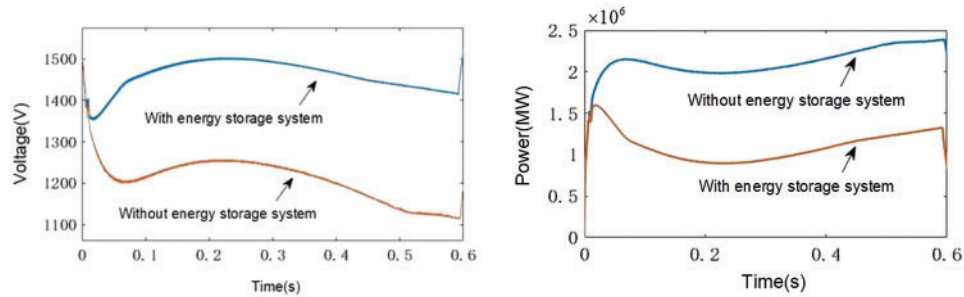 Voltage(V)
1500
1400
1300
1200
1100
With energy storage system
Without energy storage system
0
0. 1
0. 2
0. 3
0. 4
0. 5
0. 6
Time(s)
×10⁶
Power(MW)
2. 5
2
1. 5
1
0. 5
0
Without energy storage system
With energy storage system
0
0. 2
0. 4
0. 6
Time(s)